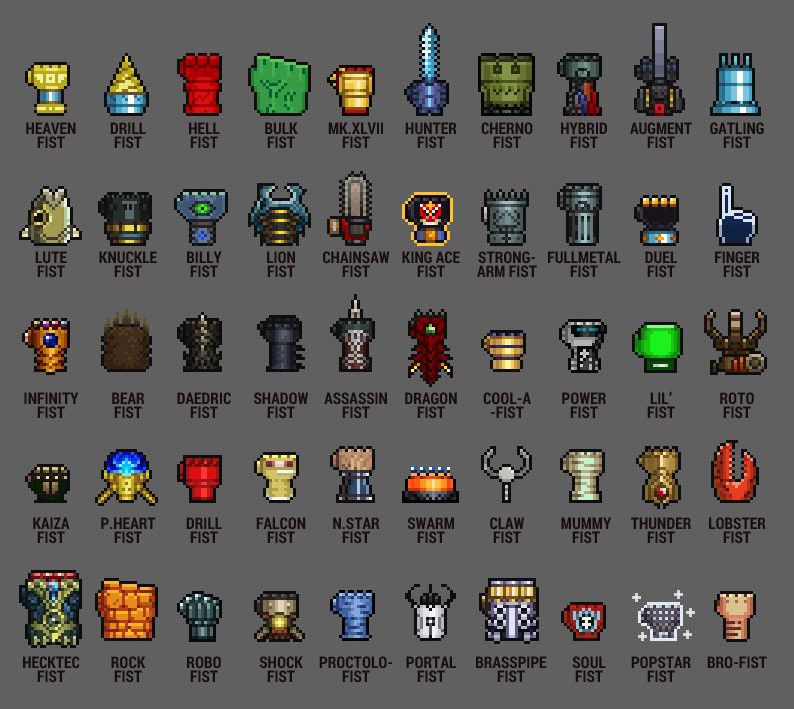 HEAVEN FIST
DRILL FIST
HELL FIST
BULK FIST
MK.XLVII FIST
HUNTER FIST
CHERNO FIST
HYBRID FIST
AUGMENT FIST
GATLING FIST
LUTE FIST
KNUCKLE FIST
BILLY FIST
LION FIST
CHAINSAW FIST
KING ACE FIST
STRONG-
ARM FIST
FULLMETAL FIST
DUEL FIST
FINGER FIST
INFINITY FIST
BEAR FIST
DAEDRIC FIST
SHADOW FIST
ASSASSIN FIST
DRAGON FIST
COOL-A
-FIST
POWER FIST
LIL' FIST
ROTO FIST
KAIZA FIST
P.HEART FIST
DRILL FIST
FALCON FIST
N.STAR FIST
SWARM FIST
CLAW FIST
MUMMY FIST
THUNDER FIST
LOBSTER FIST
HECKTEC FIST
ROCK FIST
ROBO FIST
SHOCK FIST
PROCTOLO-
FIST
PORTAL FIST
BRASSPIPE FIST
SOUL FIST
POPSTAR FIST
BRO-FIST